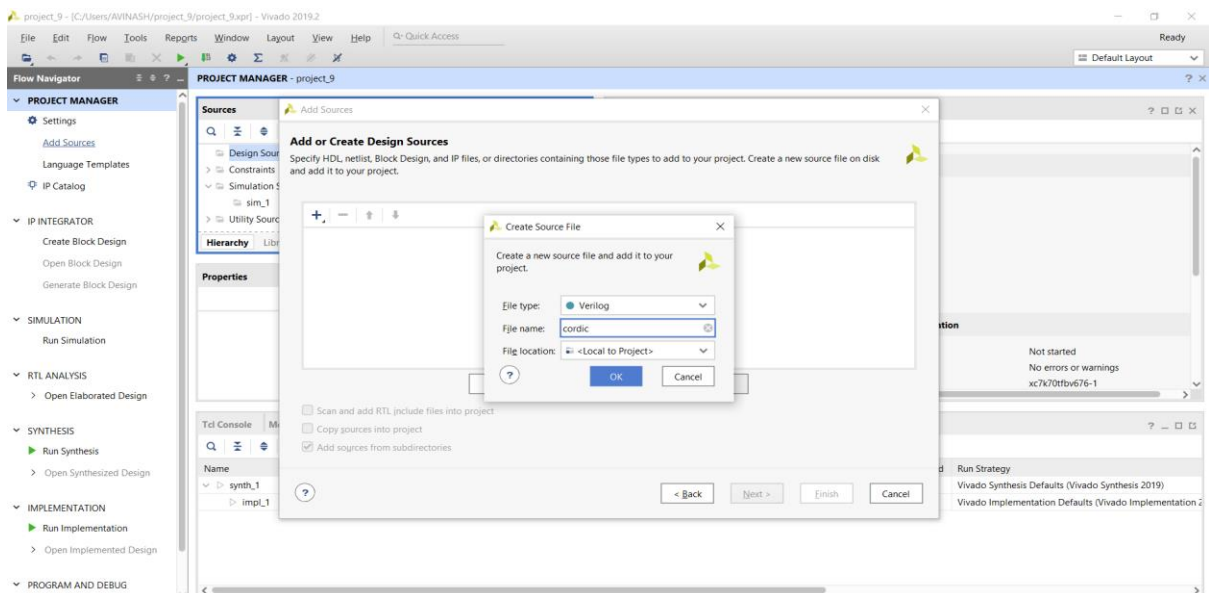 project_9 - [C:/Users/AVINASH/project_9/project_9.xpr] - Vivado 2019.2
File Edit Flow Tools Reports Window Layout View Help Quick Access Ready
Default Layout
Flow Navigator PROJECT MANAGER - project_9
PROJECT MANAGER
Settings
Add Sources
Language Templates
IP Catalog
IP INTEGRATOR
Create Block Design
Open Block Design
Generate Block Design
SIMULATION
Run Simulation
RTL ANALYSIS
Open Elaborated Design
SYNTHESIS
Run Synthesis
Open Synthesized Design
IMPLEMENTATION
Run Implementation
Open Implemented Design
PROGRAM AND DEBUG
Sources
Design Sour
Constraints
Simulation S
sim_1
Utility Sourc
Hierarchy Libr
Properties
Add Sources
Add or Create Design Sources
Specify HDL, netlist, Block Design, and IP files, or directories containing those file types to add to your project. Create a new source file on disk
and add it to your project.
Create Source File
Create a new source file and add it to your
project.
File type: Verilog
File name: cordic
File location: <Local to Project>
? OK Cancel
Scan and add RTL include files into project
Copy sources into project
Add sources from subdirectories
? < Back Next > Finish Cancel
ation
Not started
No errors or warnings
xc7k70tfbv676-1
Tcl Console M
Name d Run Strategy
synth_1 Vivado Synthesis Defaults (Vivado Synthesis 2019)
impl_1 Vivado Implementation Defaults (Vivado Implementation 2